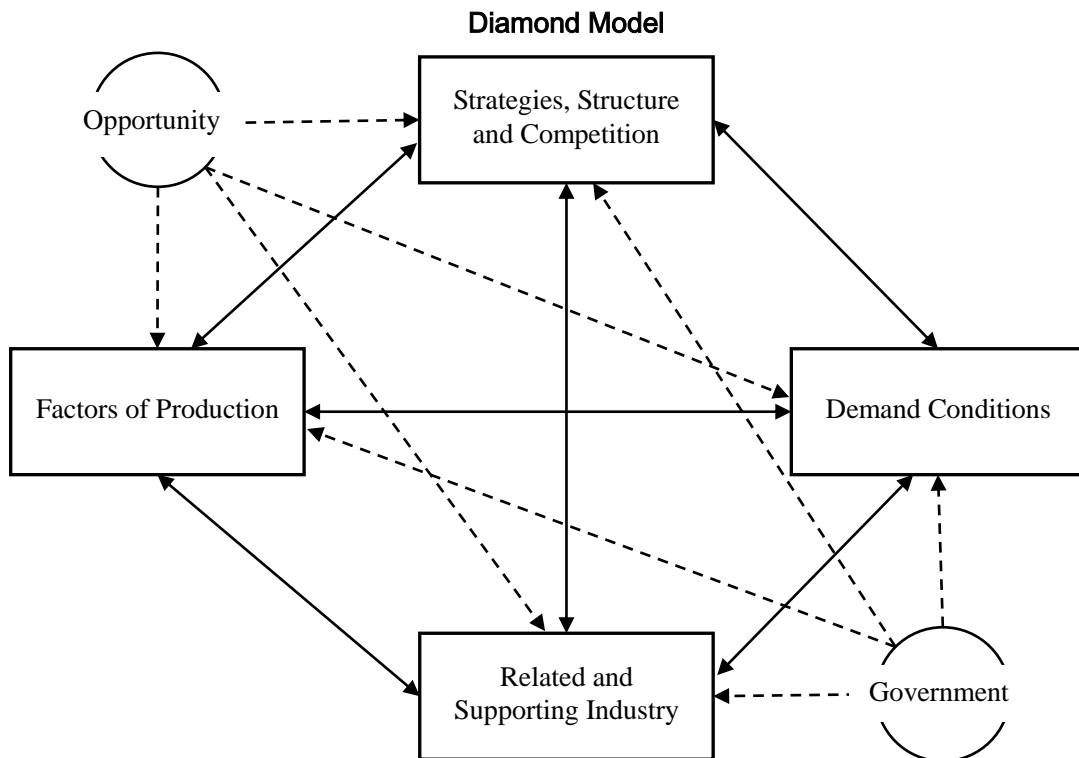 Diamond Model
Strategies, Structure
and Competition
Opportunity
Factors of Production
Demand Conditions
Related and
Supporting Industry
Government